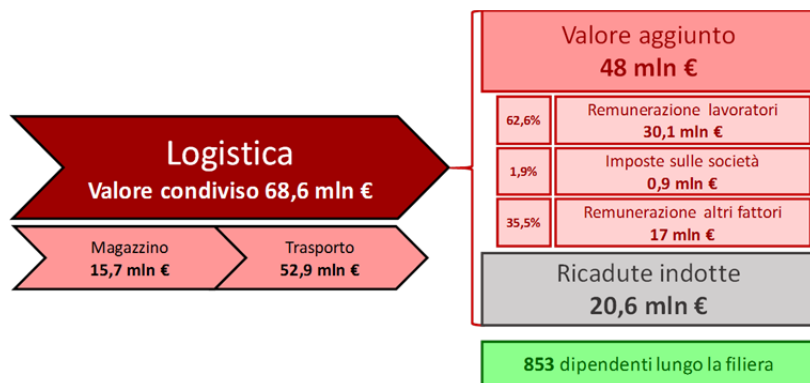 Logistica
Valore condiviso 68,6 mln €
Magazzino
15,7 mln €
Trasporto
52,9 mln €
Valore aggiunto
48 mln €
62,6%
Remunerazione lavoratori
30,1 mln €
1,9%
Imposte sulle società
0,9 mln €
35,5%
Remunerazione altri fattori
17 mln €
Ricadute indotte
20,6 mln €
853 dipendenti lungo la filiera